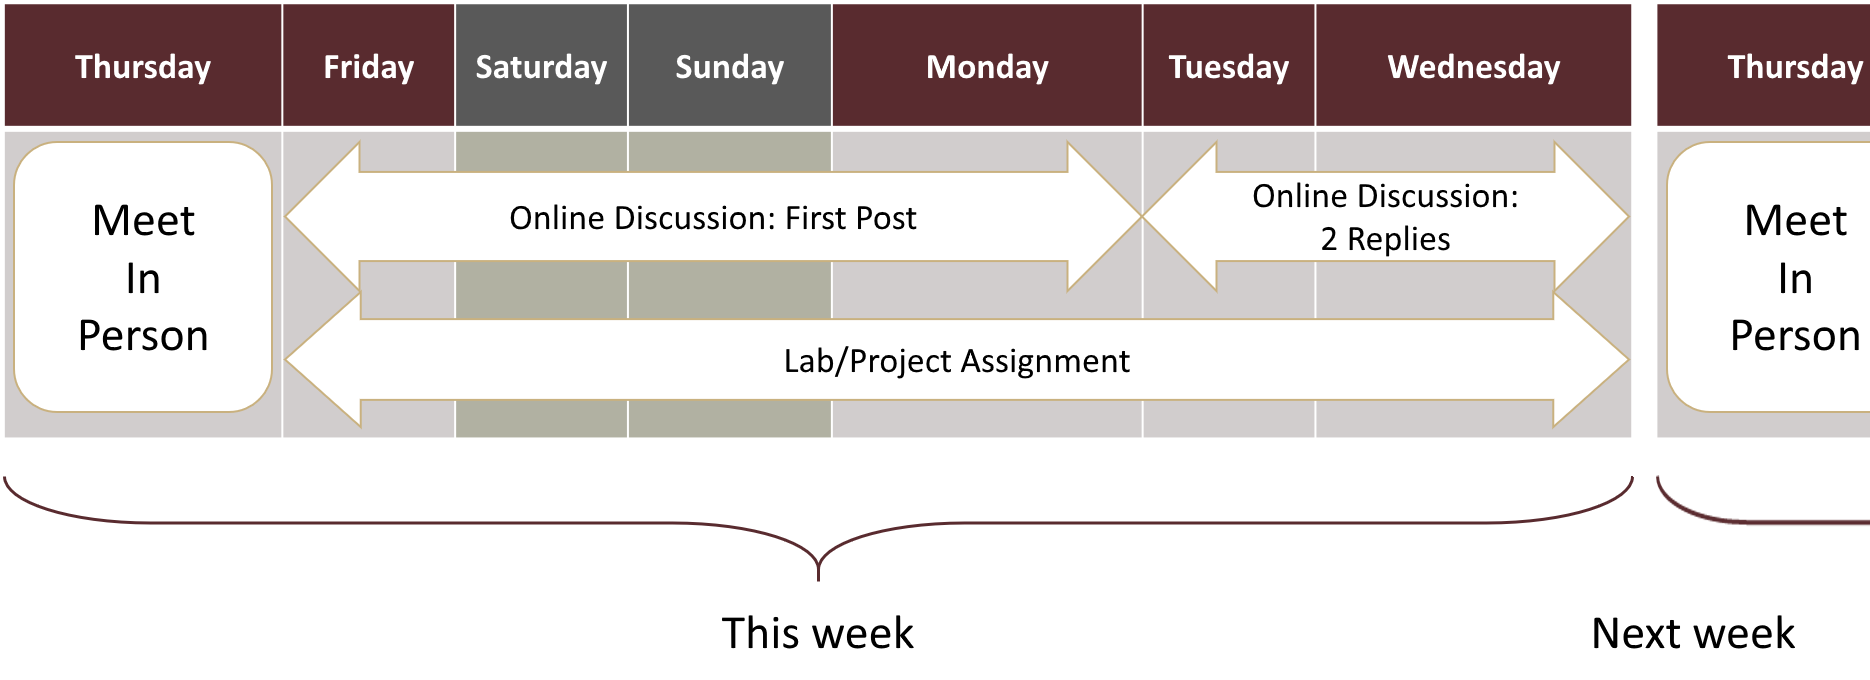 Thursday Friday Saturday Sunday Monday Tuesday Wednesday Thursday
Meet
In
Person
Online Discussion: First Post
Online Discussion:
2 Replies
Lab/Project Assignment
Meet
In
Person
This week
Next week